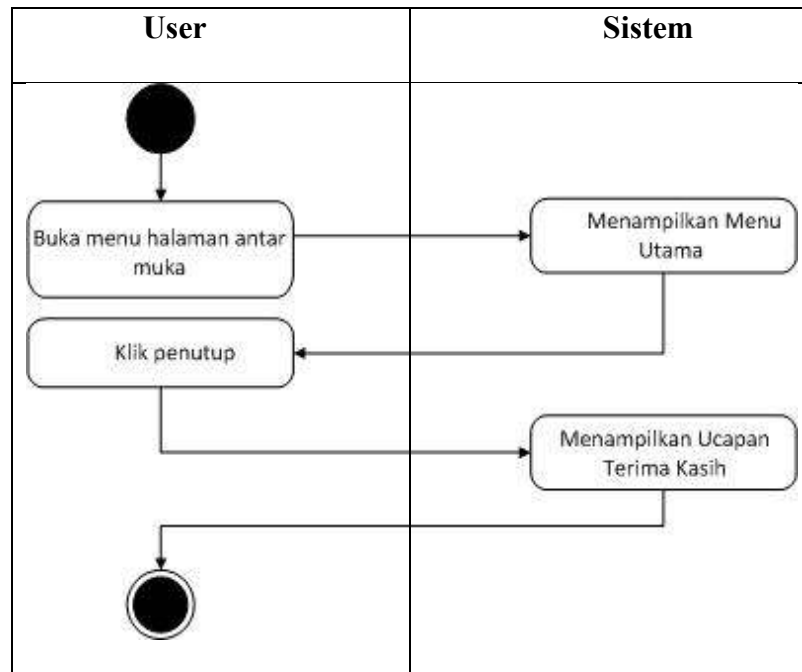 User
Sistem
Buka menu halaman antar
muka
Menampilkan Menu
Utama
Klik penutup
Menampilkan Ucapan
Terima Kasih